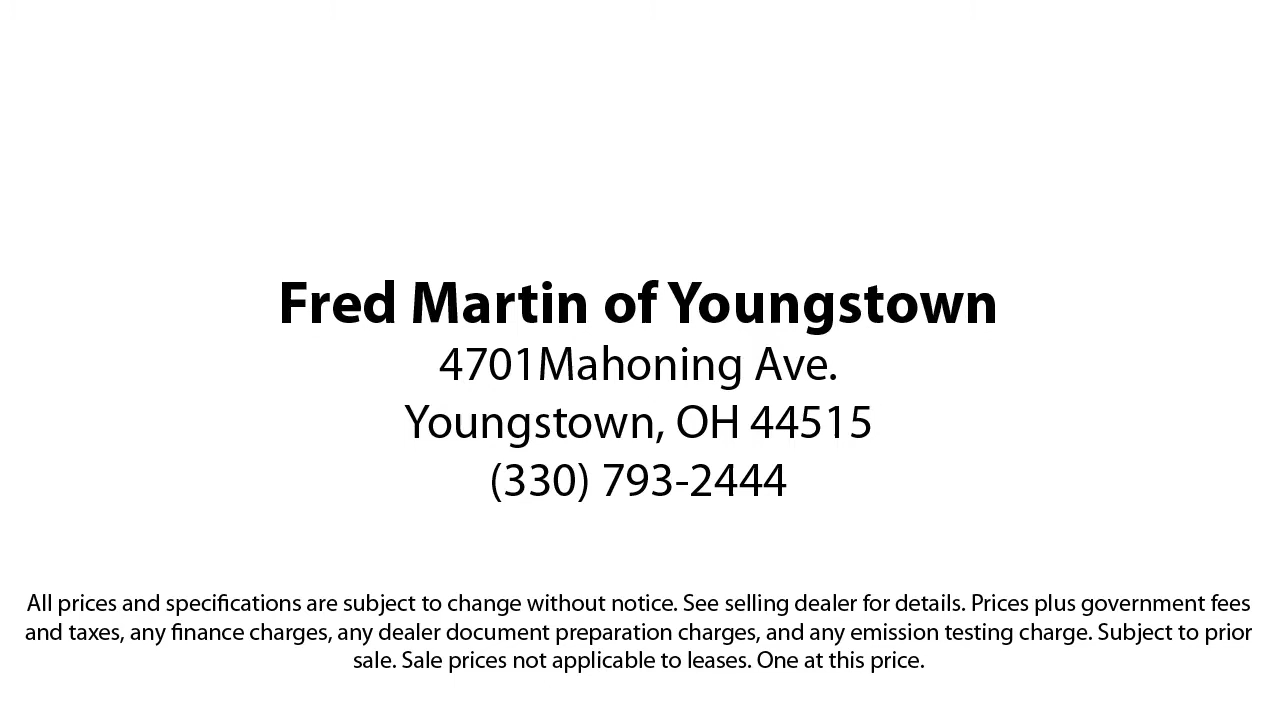 Fred Martin of Youngstown
4701Mahoning Ave.
Youngstown, OH 44515
(330) 793-2444
All prices and specifications are subject to change without notice. See selling dealer for details. Prices plus government fees
and taxes, any finance charges, any dealer document preparation charges, and any emission testing charge. Subject to prior
sale. Sale prices not applicable to leases. One at this price.